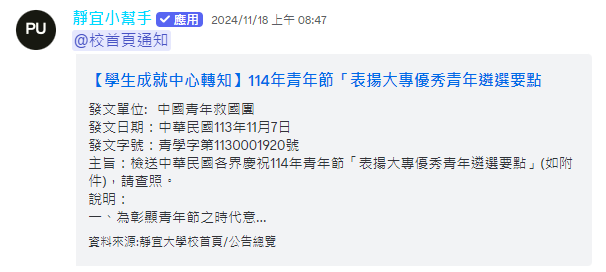 PU
靜宜小幫手 ✓ 應用 2024/11/18 上午 08:47
@校首頁通知
【學生成就中心轉知】114年青年節「表揚大專優秀青年遴選要點
發文單位: 中國青年救國團
發文日期：中華民國113年11月7日
發文字號：青學字第1130001920號
主旨：檢送中華民國各界慶祝114年青年節「表揚大專優秀青年遴選要點」(如附
件)，請查照。
說明：
一、為彰顯青年節之時代意...
資料來源:靜宜大學校首頁/公告總覽